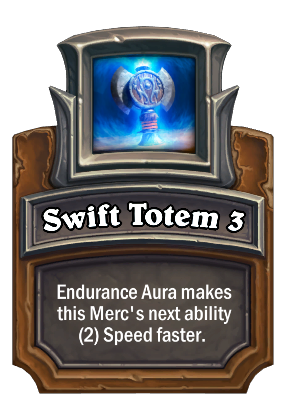 Swift Totem 3
Endurance Aura makes
this Merc's next ability
(2) Speed faster.